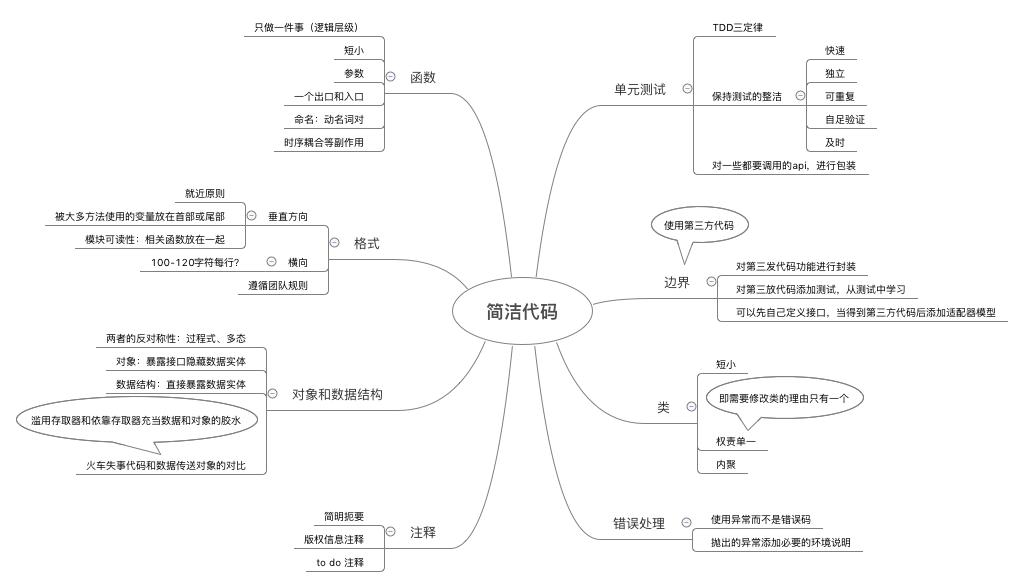 简洁代码
函数
只做一件事（逻辑层级）
短小
参数
一个出口和入口
命名：动名词对
时序耦合等副作用
格式
垂直方向
就近原则
被大多方法使用的变量放在首部或尾部
模块可读性：相关函数放在一起
横向
100-120字符每行？
遵循团队规则
对象和数据结构
两者的反对称性：过程式、多态
对象：暴露接口隐藏数据实体
数据结构：直接暴露数据实体
滥用存取器和依靠存取器充当数据和对象的胶水
火车失事代码和数据传送对象的对比
注释
简明扼要
版权信息注释
to do 注释
单元测试
TDD三定律
保持测试的整洁
快速
独立
可重复
自足验证
及时
对一些都要调用的api，进行包装
使用第三方代码
边界
对第三发代码功能进行封装
对第三放代码添加测试，从测试中学习
可以先自己定义接口，当得到第三方代码后添加适配器模型
类
短小
即需要修改类的理由只有一个
权责单一
内聚
错误处理
使用异常而不是错误码
抛出的异常添加必要的环境说明